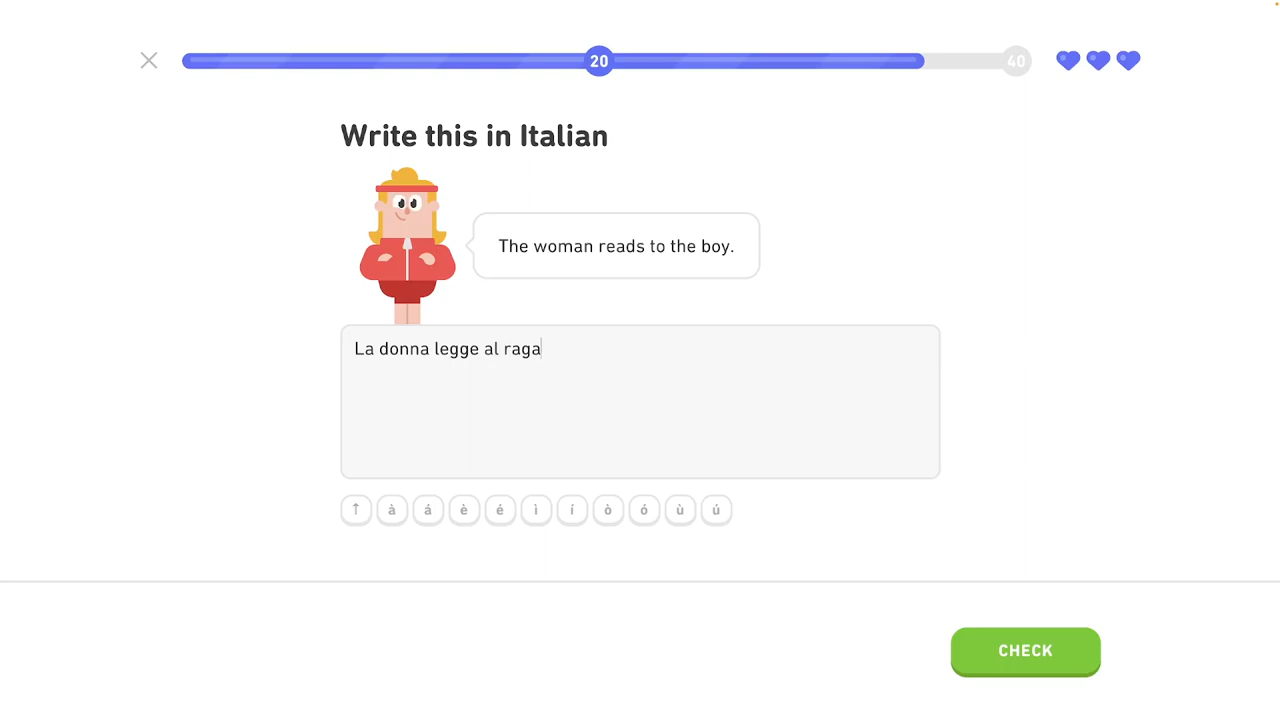 20
40
Write this in Italian
The woman reads to the boy.
La donna legge al raga
↑ à á è é ì í ò ó ù ú
CHECK